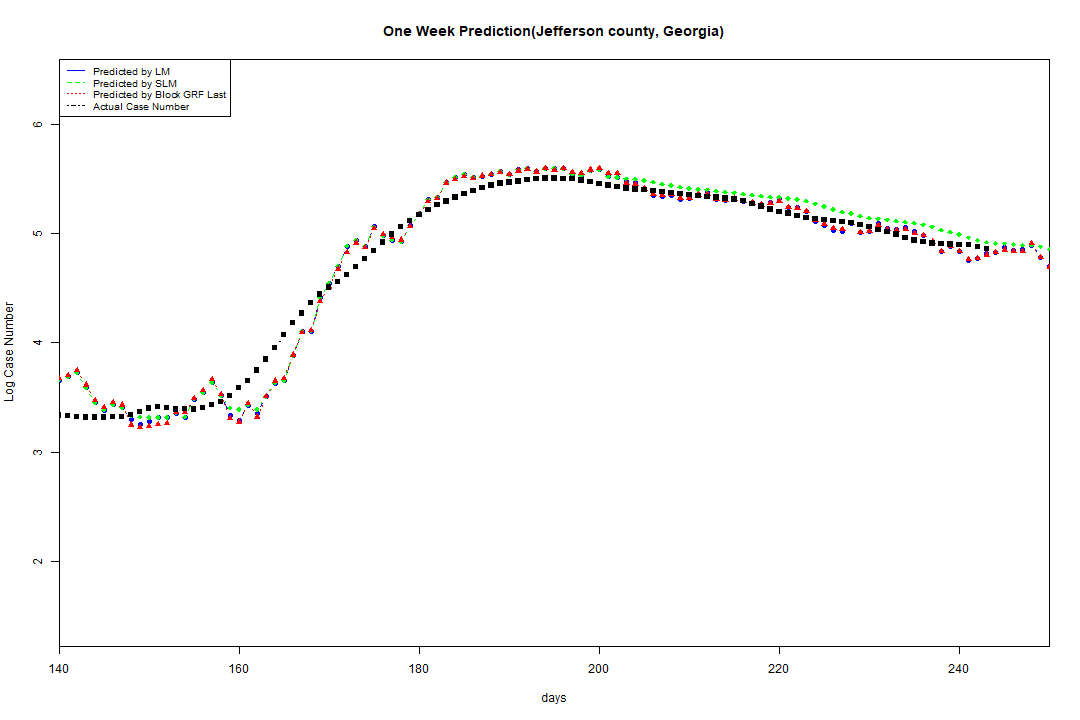 One Week Prediction(Jefferson county, Georgia)
Predicted by LM
Predicted by SLM
Predicted by Block GRF Last
Actual Case Number
6
5
4
3
2
Log Case Number
140 160 180 200 220 240
days